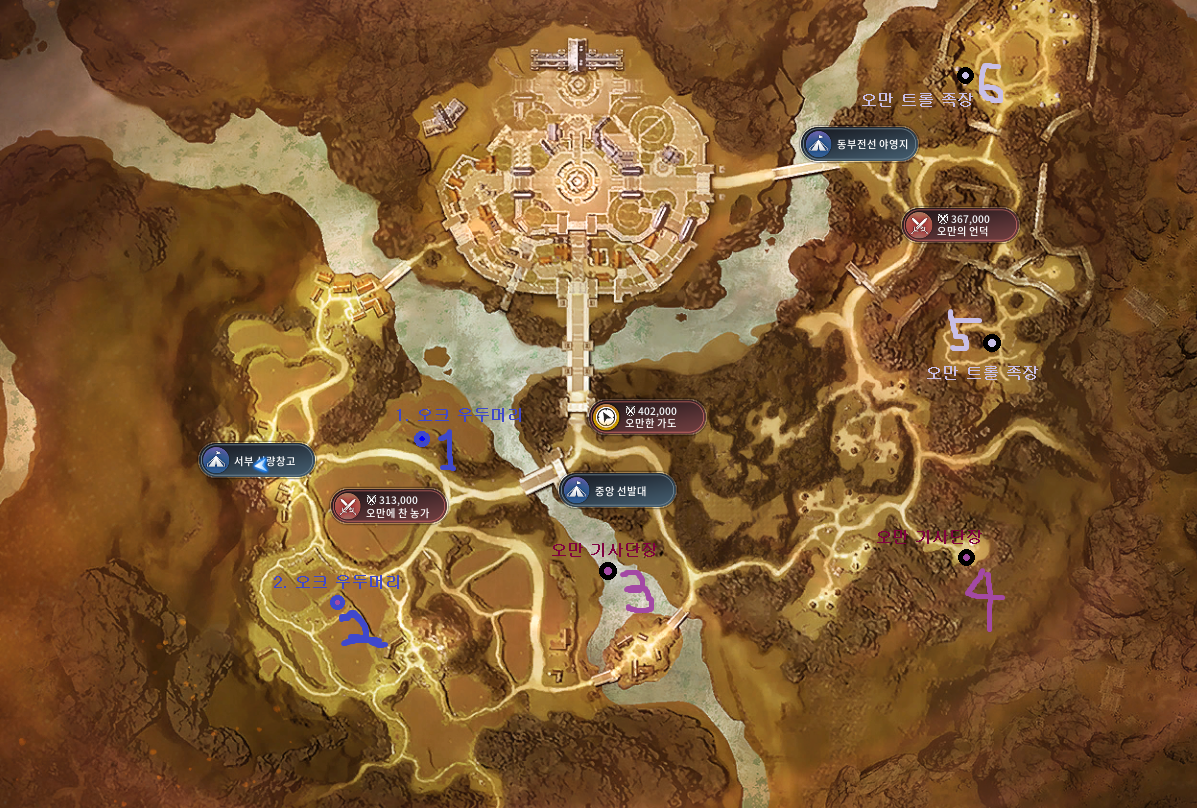 6
오만 트롤 족장
동부전선 야영지
367,000
오만의 언덕
5
오만 트롤 족장
402,000
오만한 가도
1. 오크 우두머리
1
서부 식량창고
중앙 선발대
313,000
오만에 찬 농가
오만 기사단장
3
오만 기사단장
4
2. 오크 우두머리
2